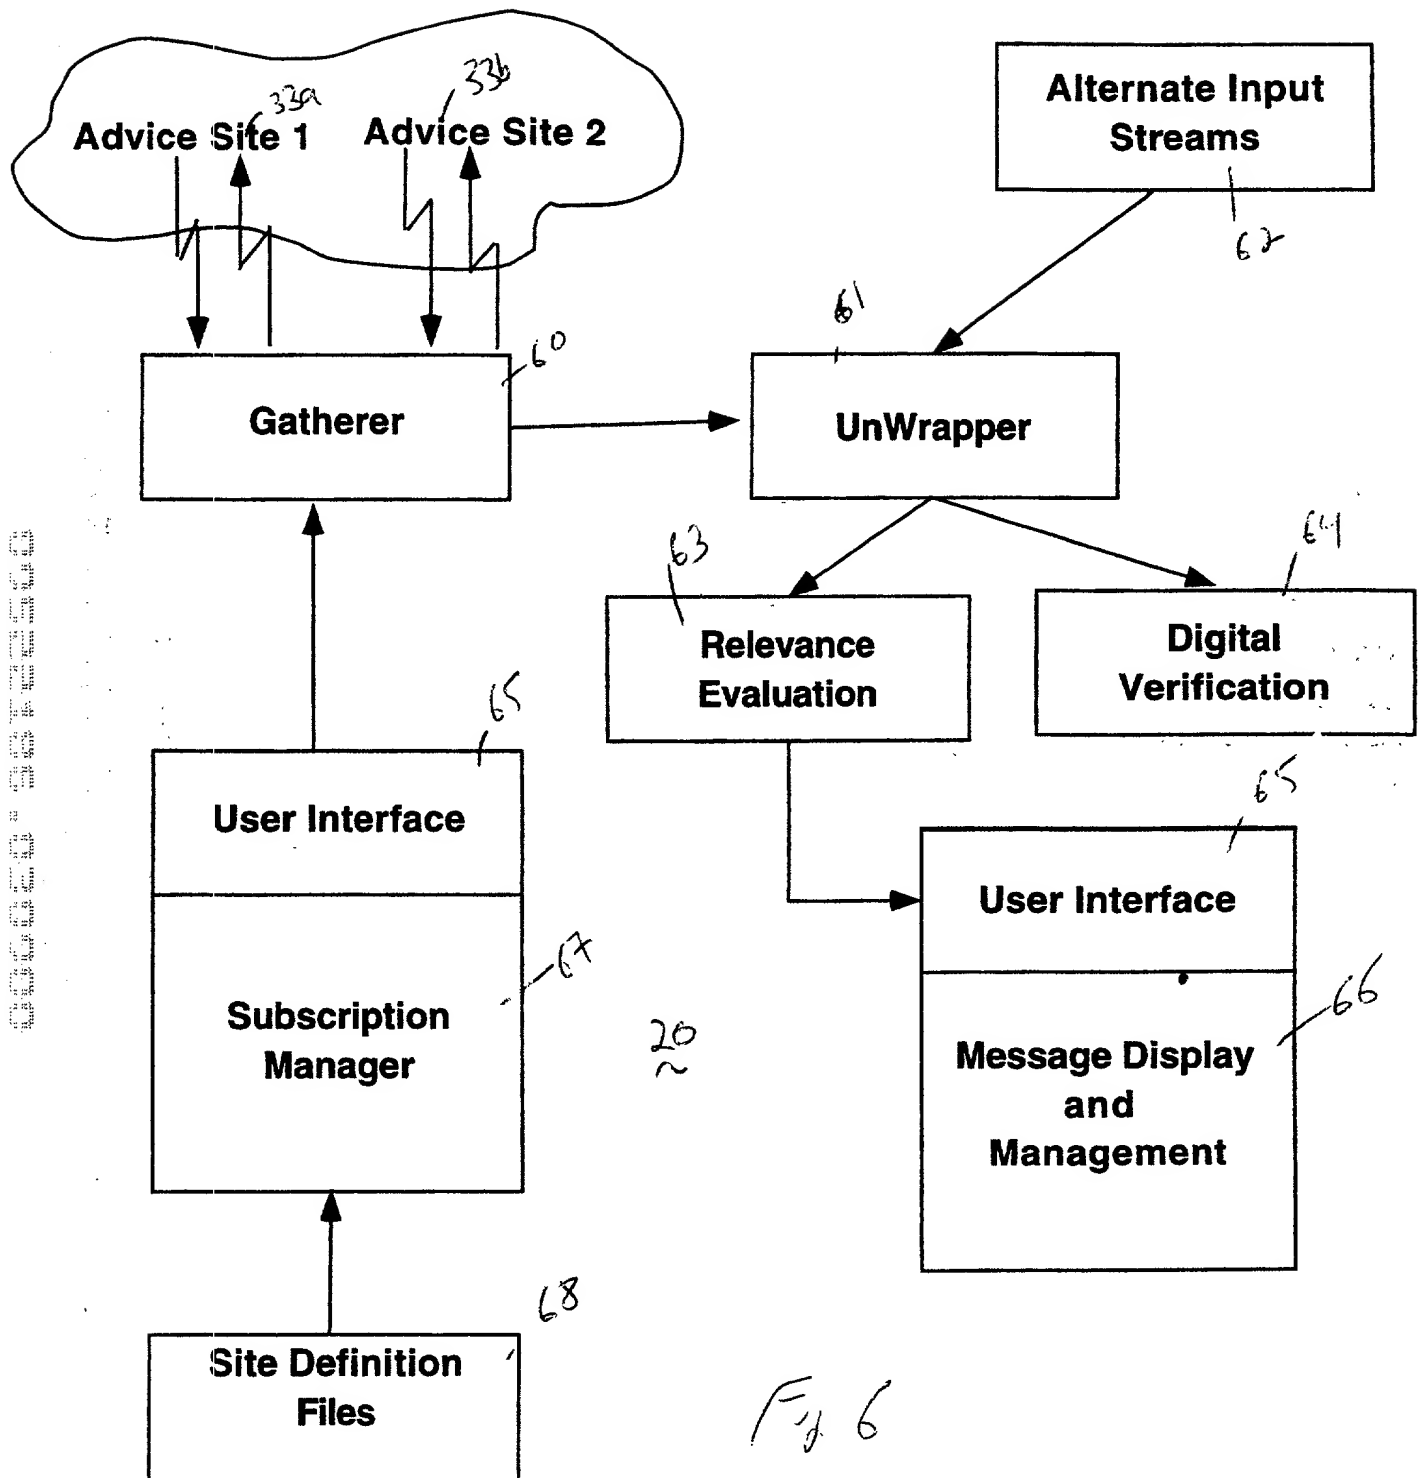 33a
33b
Advice Site 1
Advice Site 2
Alternate Input
Streams
62
60
61
Gatherer
UnWrapper
63
64
Relevance
Evaluation
Digital
Verification
65
User Interface
65
User Interface
67
Subscription
Manager
20
66
Message Display
and
Management
68
Site Definition
Files
Fig 6